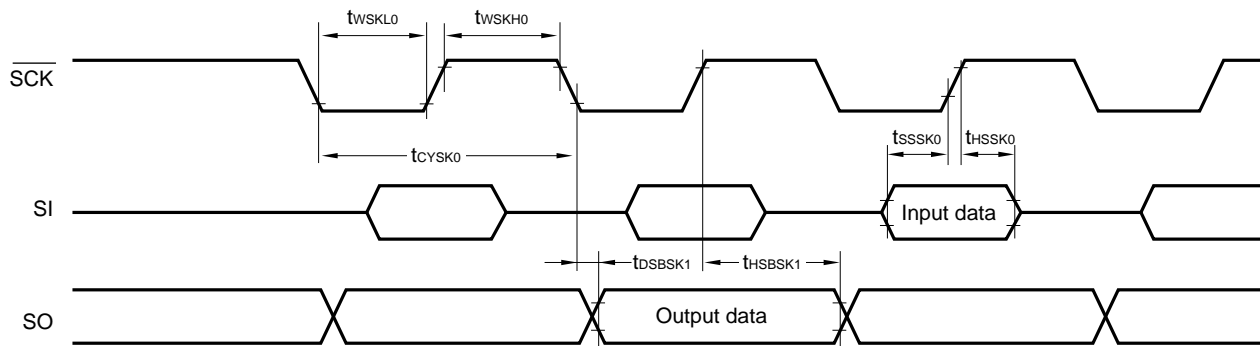 tWSKL0 tWSKH0
SCK
tCYSK0
tSSSK0 tHSSK0
SI
Input data
tDSBSK1 tHSBSK1
SO
Output data